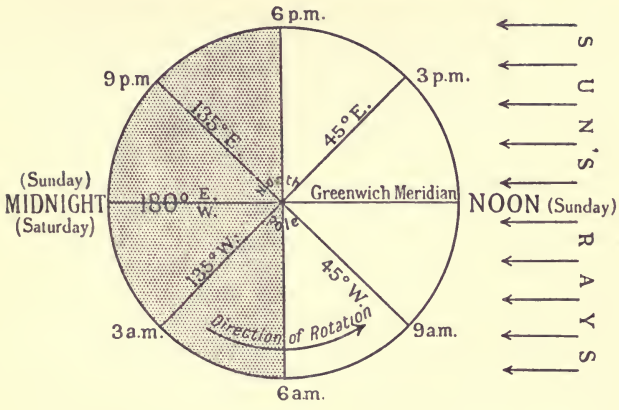 6 p.m.
9 p.m
3 p.m.
135° E.
45° E.
SUN'S RAYS
(Sunday)
MIDNIGHT
(Saturday)
180° E.
W.
North
Pole
Greenwich Meridian
NOON (Sunday)
135° W.
45° W.
Direction of Rotation
3 a.m.
9 a.m.
6 a.m.